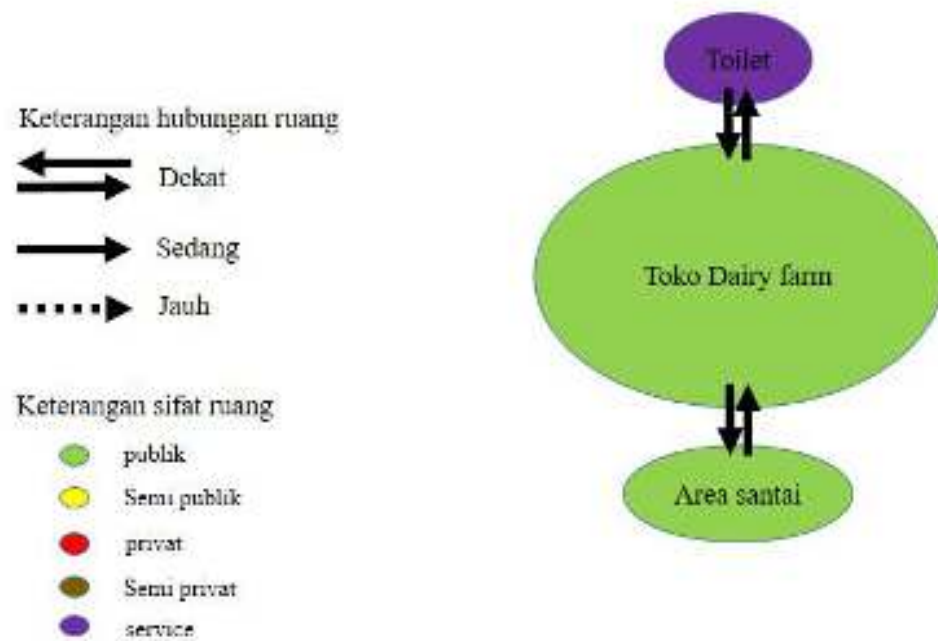 Keterangan hubungan ruang
Dekat
Sedang
Jauh
Keterangan sifat ruang
publik
Semi publik
privat
Semi privat
service
Toilet
Toko Dairy farm
Area santai